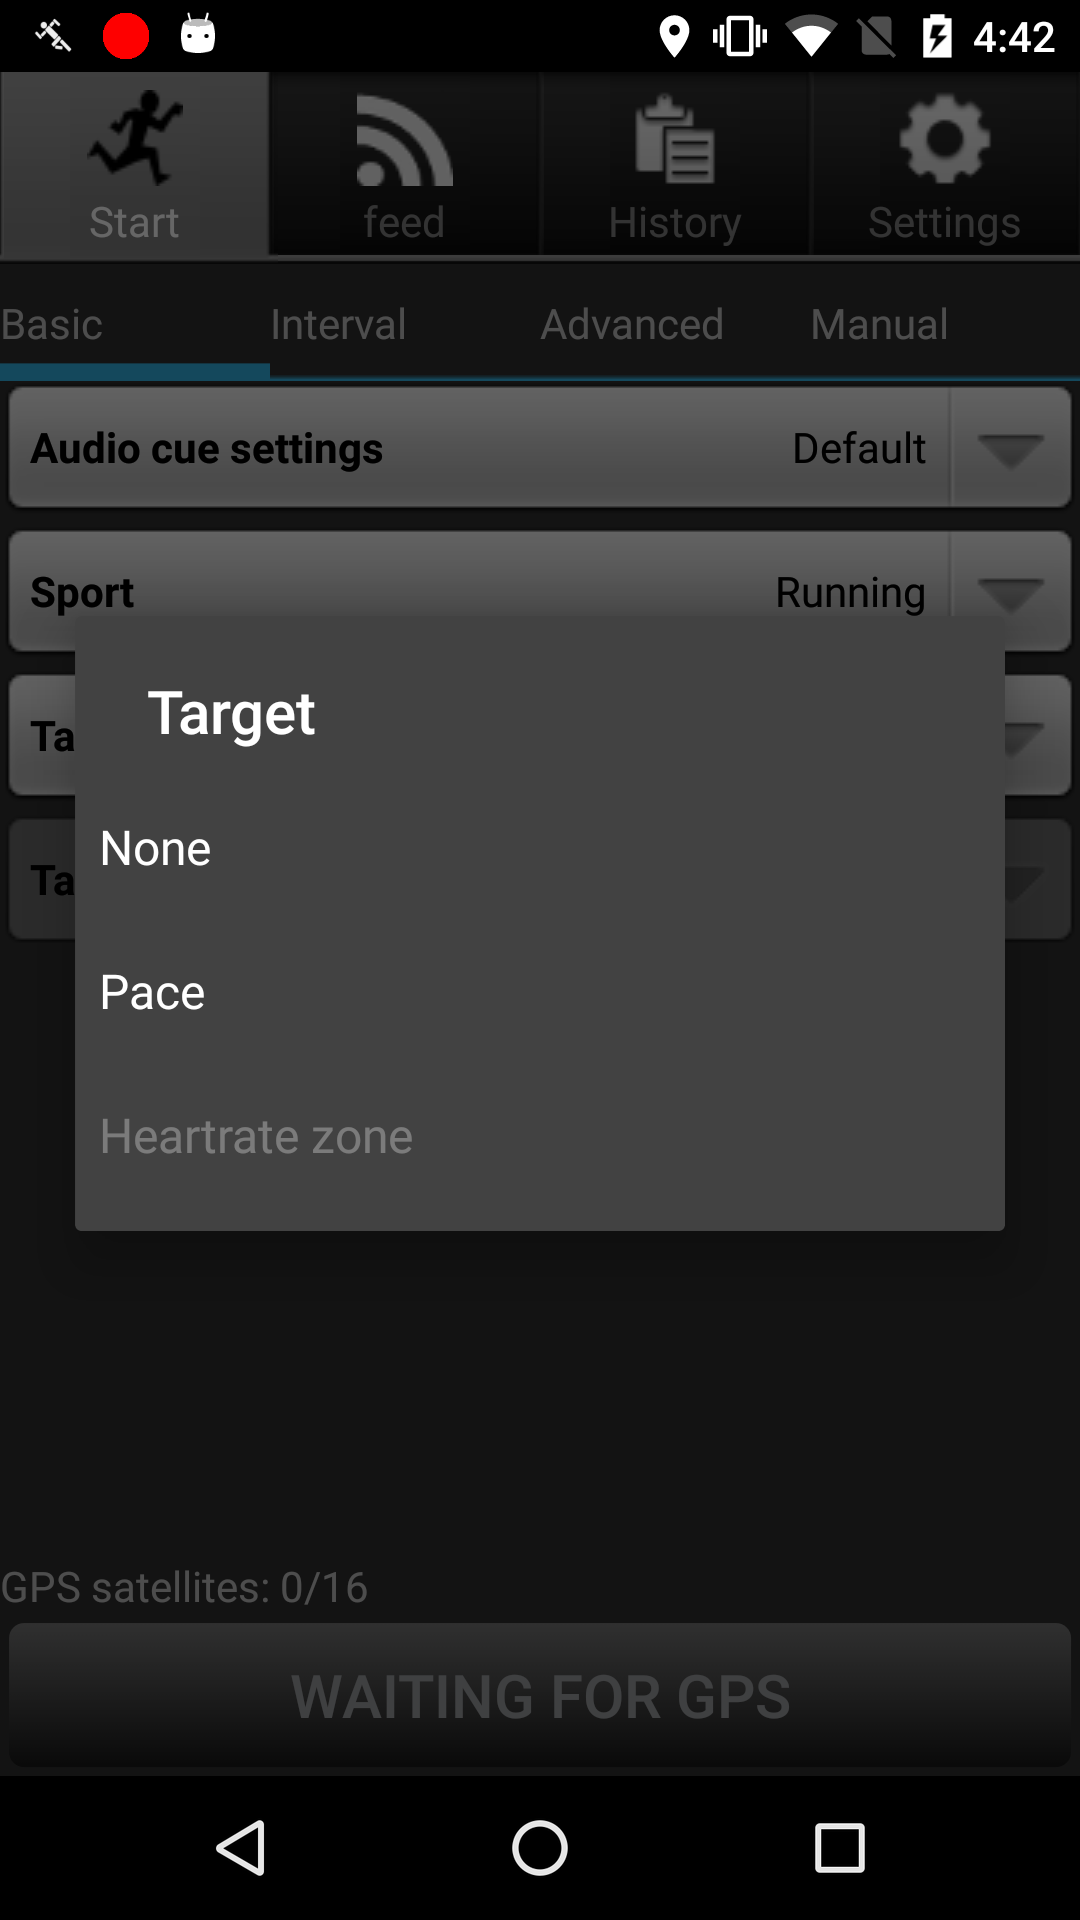 4:42
Start feed History Settings
Basic Interval Advanced Manual
Audio cue settings Default
Sport Running
Ta
Target
None
Ta
Pace
Heartrate zone
GPS satellites: 0/16
WAITING FOR GPS